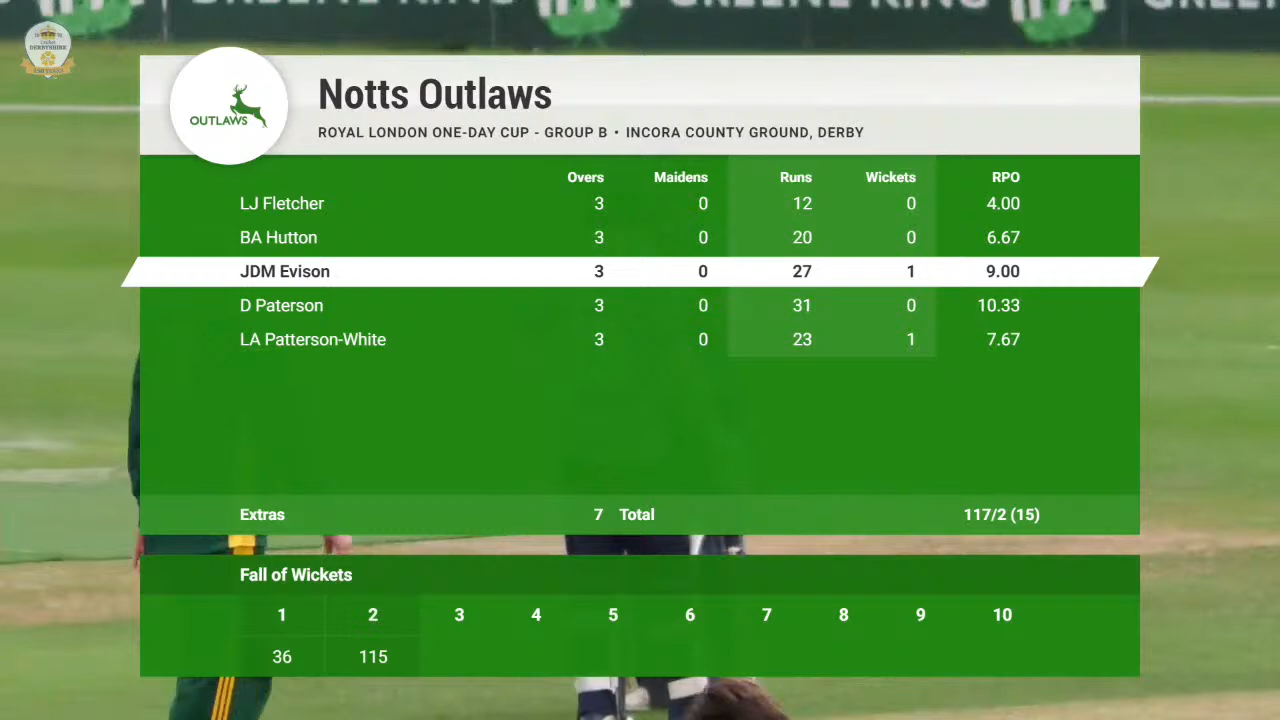 GREENE KING
GREENE
DERBYSHIRE
OUTLAWS
Notts Outlaws
ROYAL LONDON ONE-DAY CUP - GROUP B • INCORA COUNTY GROUND, DERBY
Overs Maidens Runs Wickets RPO
LJ Fletcher 3 0 12 0 4.00
BA Hutton 3 0 20 0 6.67
JDM Evison 3 0 27 1 9.00
D Paterson 3 0 31 0 10.33
LA Patterson-White 3 0 23 1 7.67
Extras 7 Total 117/2 (15)
Fall of Wickets
1 2 3 4 5 6 7 8 9 10
36 115